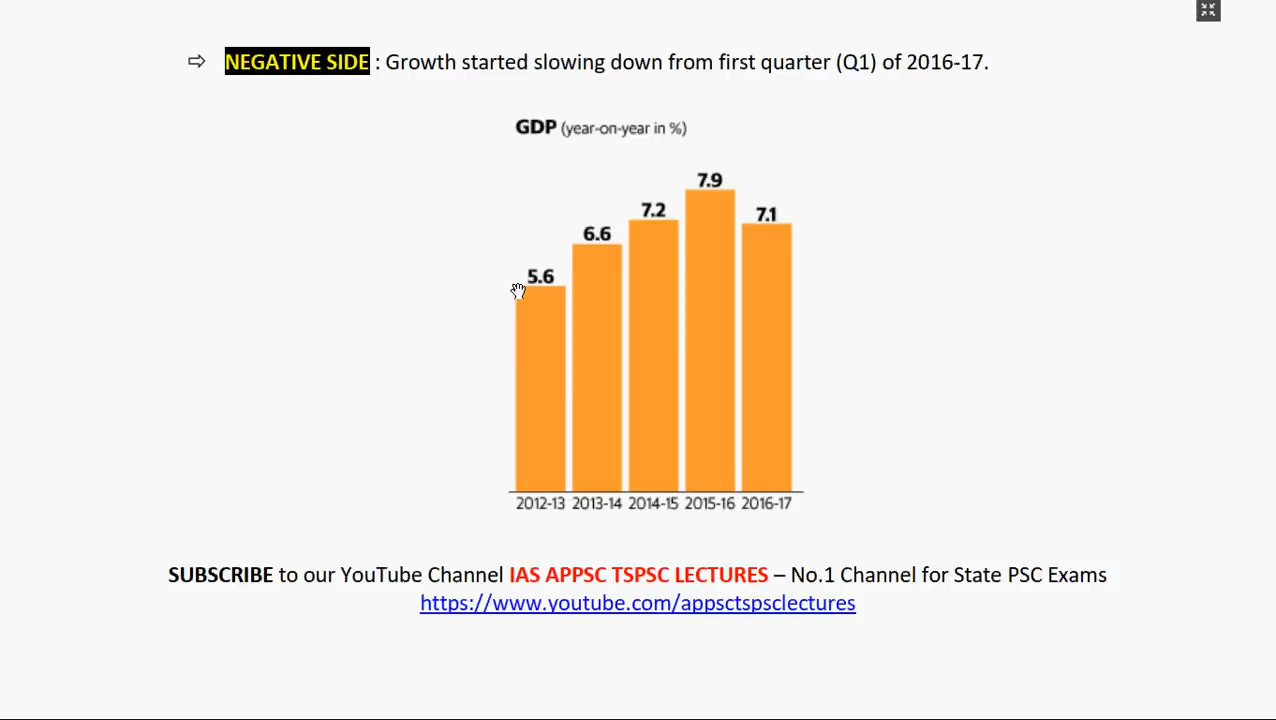 ⇨ NEGATIVE SIDE : Growth started slowing down from first quarter (Q1) of 2016-17.
GDP (year-on-year in %)
7.9
7.2
7.1
6.6
5.6
2012-13 2013-14 2014-15 2015-16 2016-17
SUBSCRIBE to our YouTube Channel IAS APPSC TSPSC LECTURES – No.1 Channel for State PSC Exams
https://www.youtube.com/appsctspsclectures